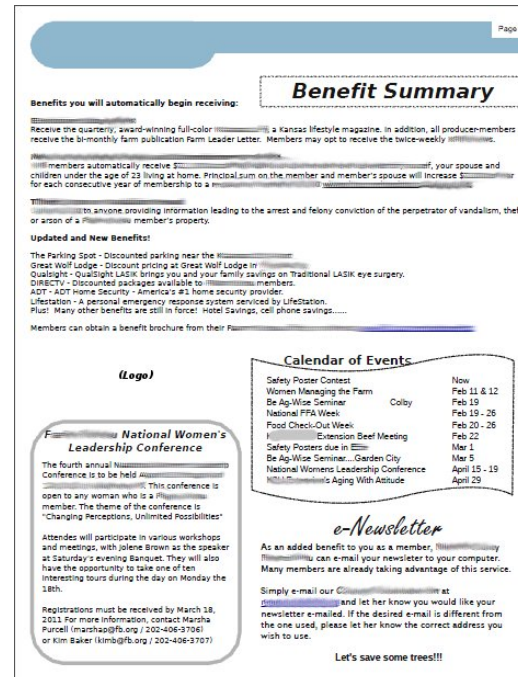 Page
Benefit Summary
Benefits you will automatically begin receiving:
Receive the quarterly, award-winning full-color , a Kansas lifestyle magazine. In addition, all producer-members
receive the bi-monthly farm publication Farm Leader Letter. Members may opt to receive the twice-weekly
members automatically receive $ , your spouse and
children under the age of 23 living at home. Principal sum on the member and member's spouse will increase $
for each consecutive year of membership to a
to anyone providing information leading to the arrest and felony conviction of the perpetrator of vandalism, thef
or arson of a member's property.
Updated and New Benefits!
The Parking Spot - Discounted parking near the
Great Wolf Lodge - Discount pricing at Great Wolf Lodge in
Qualsight - QualSight LASIK brings you and your family savings on Traditional LASIK eye surgery.
DIRECTV - Discounted packages available to members.
ADT - ADT Home Security - America's #1 home security provider.
Lifestation - A personal emergency response system serviced by LifeStation.
Plus! Many other benefits are still in force! Hotel Savings, cell phone savings......
Members can obtain a benefit brochure from their
(Logo)
Calendar of Events
Safety Poster Contest Now
Women Managing the Farm Feb 11 & 12
Be Ag-Wise Seminar Colby Feb 19
National FFA Week Feb 19 - 26
Food Check-Out Week Feb 20 - 26
Extension Beef Meeting Feb 22
Safety Posters due in Mar 1
Be Ag-Wise Seminar....Garden City Mar 5
National Womens Leadership Conference April 15 - 19
's Aging With Attitude April 29
National Women's
Leadership Conference
The fourth annual
Conference is to be held
. This conference is
open to any woman who is a
member. The theme of the conference is
"Changing Perceptions, Unlimited Possibilities"
Attendes will participate in various workshops
and meetings, with Jolene Brown as the speaker
at Saturday's evening Banquet. They will also
have the opportunity to take one of ten
interesting tours during the day on Monday the
18th.
Registrations must be received by March 18,
2011 For more information, contact Marsha
Purcell (marshap@fb.org / 202-406-3706)
or Kim Baker (kimb@fb.org / 202-406-3707)
e-Newsletter
As an added benefit to you as a member,
can e-mail your newsletter to your computer.
Many members are already taking advantage of this service.
Simply e-mail our at
and let her know you would like your
newsletter e-mailed. If the desired e-mail is different from
the one used, please let her know the correct address you
wish to use.
Let's save some trees!!!